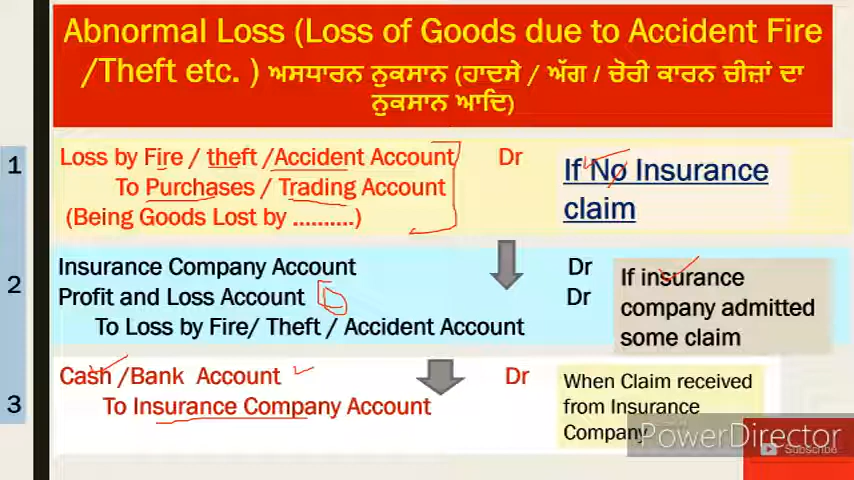 Abnormal Loss (Loss of Goods due to Accident Fire
/Theft etc. ) ਅਸਧਾਰਨ ਨੁਕਸਾਨ (ਹਾਦਸੇ / ਅੱਗ / ਚੋਰੀ ਕਾਰਨ ਚੀਜ਼ਾਂ ਦਾ
ਨੁਕਸਾਨ ਆਦਿ)
1
Loss by Fire / theft /Accident Account Dr
To Purchases / Trading Account
(Being Goods Lost by ..........)
If No Insurance
claim
2
Insurance Company Account Dr
Profit and Loss Account Dr
To Loss by Fire/ Theft / Accident Account
If insurance
company admitted
some claim
3
Cash /Bank Account Dr
To Insurance Company Account
When Claim received
from Insurance
Company
PowerDirector
Subscribe